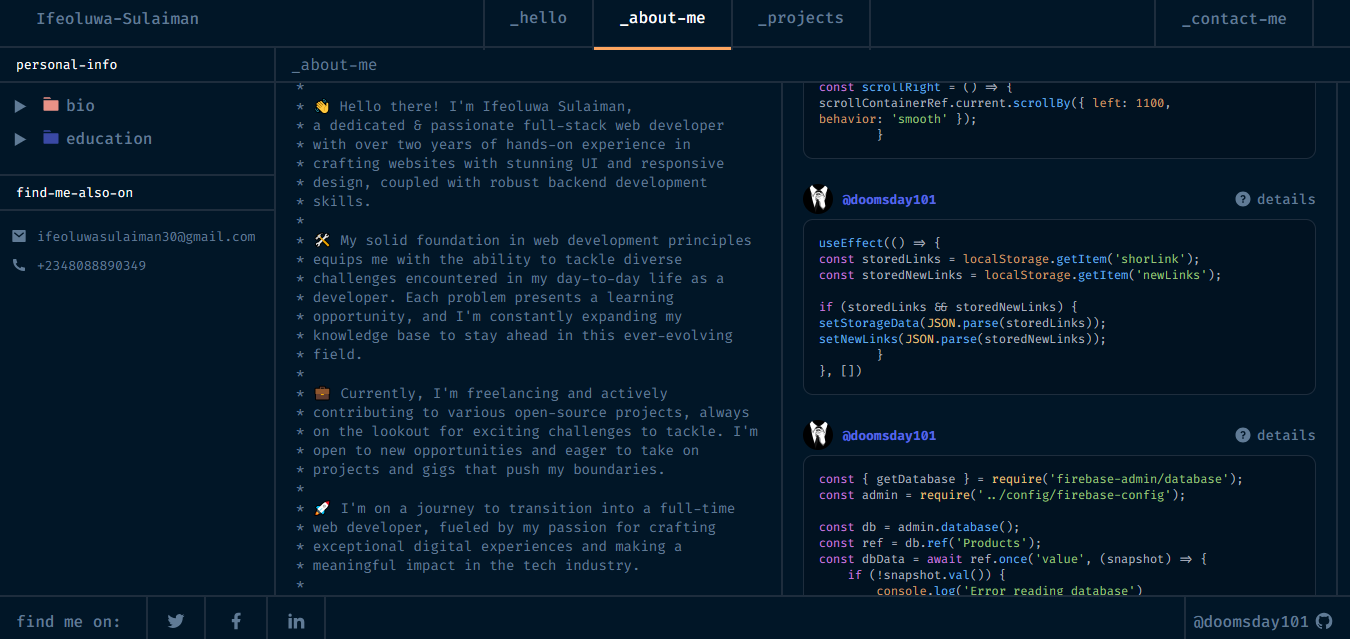 Ifeoluwa-Sulaiman
_hello
_about-me
_projects
_contact-me
personal-info
bio
education
find-me-also-on
ifeoluwasulaiman30@gmail.com
+2348088890349
_about-me
*
* 👋 Hello there! I'm Ifeoluwa Sulaiman,
* a dedicated & passionate full-stack web developer
* with over two years of hands-on experience in
* crafting websites with stunning UI and responsive
* design, coupled with robust backend development
* skills.
*
* 🛠 My solid foundation in web development principles
* equips me with the ability to tackle diverse
* challenges encountered in my day-to-day life as a
* developer. Each problem presents a learning
* opportunity, and I'm constantly expanding my
* knowledge base to stay ahead in this ever-evolving
* field.
*
* 💼 Currently, I'm freelancing and actively
* contributing to various open-source projects, always
* on the lookout for exciting challenges to tackle. I'm
* open to new opportunities and eager to take on
* projects and gigs that push my boundaries.
*
* 🚀 I'm on a journey to transition into a full-time
* web developer, fueled by my passion for crafting
* exceptional digital experiences and making a
* meaningful impact in the tech industry.
*
const scrollRight = () => {
scrollContainerRef.current.scrollBy({ left: 1100,
behavior: 'smooth' });
}
@doomsday101
details
useEffect(() => {
const storedLinks = localStorage.getItem('shorLink');
const storedNewLinks = localStorage.getItem('newLinks');
if (storedLinks && storedNewLinks) {
setStorageData(JSON.parse(storedLinks));
setNewLinks(JSON.parse(storedNewLinks));
}
}, [])
@doomsday101
details
const { getDatabase } = require('firebase-admin/database');
const admin = require('../config/firebase-config');
const db = admin.database();
const ref = db.ref('Products');
const dbData = await ref.once('value', (snapshot) => {
if (!snapshot.val()) {
console.log('Error reading database')
find me on:
@doomsday101